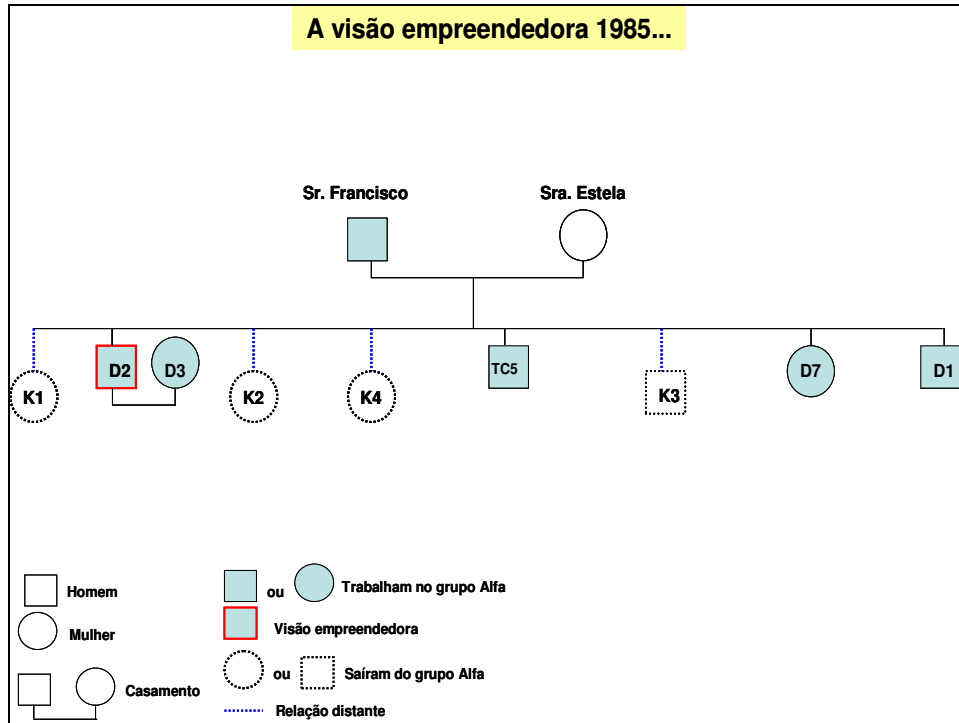 A visão empreendedora 1985...
Sr. Francisco
Sra. Estela
K1
D2
D3
K2
K4
TC5
K3
D7
D1
Homem
Mulher
Casamento
ou
Trabalham no grupo Alfa
Visão empreendedora
ou
Saíram do grupo Alfa
Relação distante